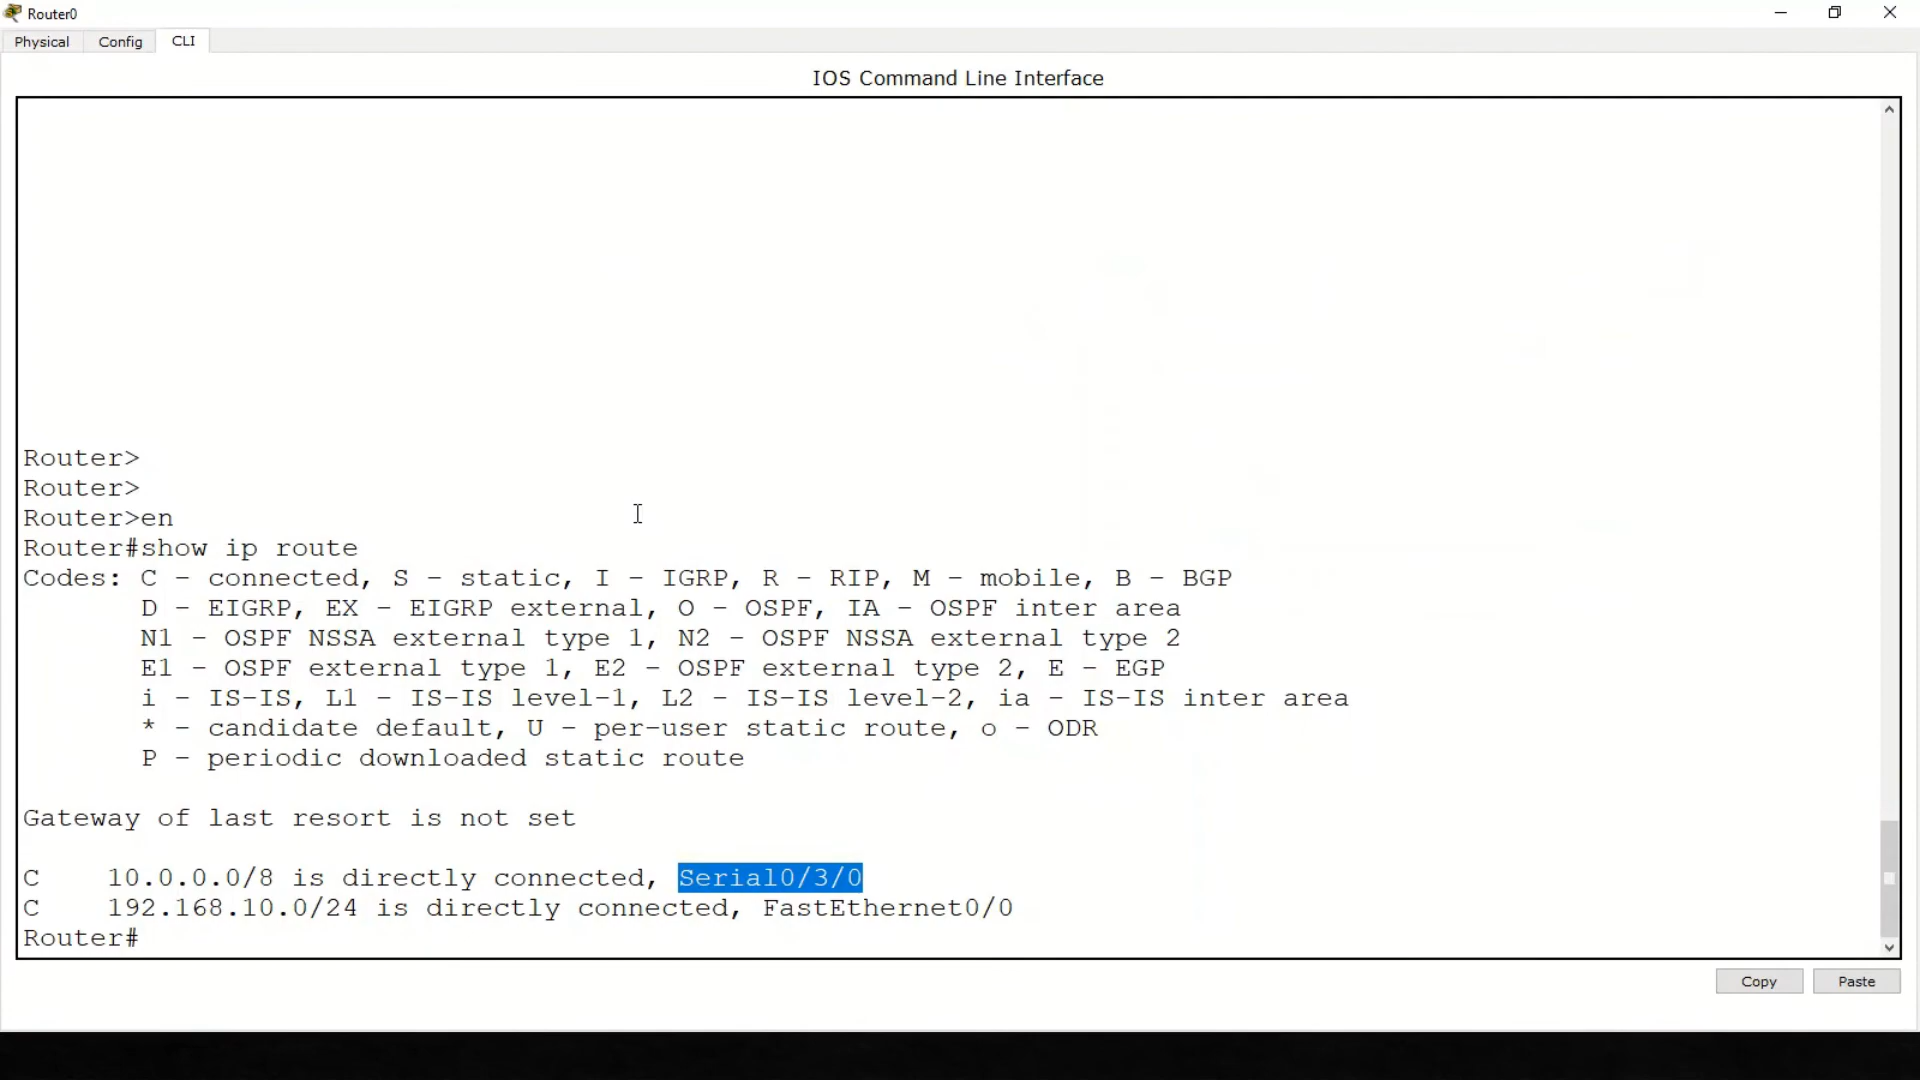 Router0
Physical Config CLI
IOS Command Line Interface
Router>
Router>
Router>en
Router#show ip route
Codes: C - connected, S - static, I - IGRP, R - RIP, M - mobile, B - BGP
D - EIGRP, EX - EIGRP external, O - OSPF, IA - OSPF inter area
N1 - OSPF NSSA external type 1, N2 - OSPF NSSA external type 2
E1 - OSPF external type 1, E2 - OSPF external type 2, E - EGP
i - IS-IS, L1 - IS-IS level-1, L2 - IS-IS level-2, ia - IS-IS inter area
* - candidate default, U - per-user static route, o - ODR
P - periodic downloaded static route
Gateway of last resort is not set
C    10.0.0.0/8 is directly connected, Serial0/3/0
C    192.168.10.0/24 is directly connected, FastEthernet0/0
Router#
Copy Paste